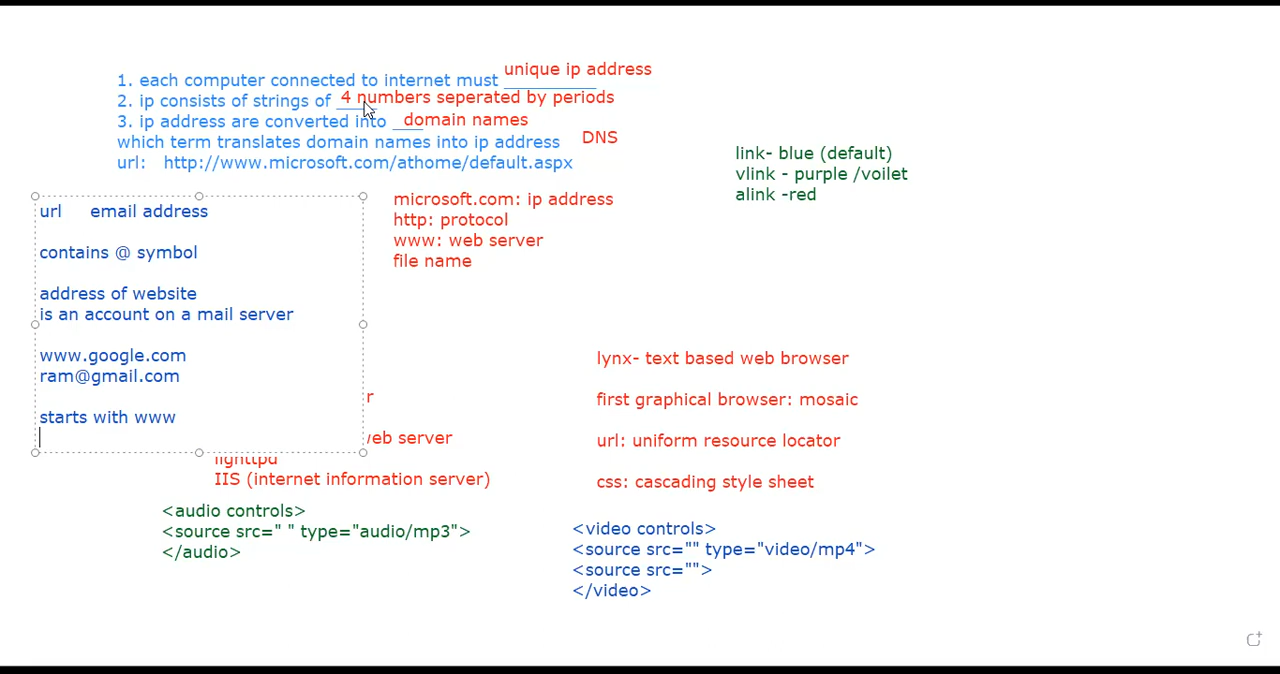 1. each computer connected to internet must unique ip address
2. ip consists of strings of 4 numbers seperated by periods
3. ip address are converted into domain names
which term translates domain names into ip address DNS
url: http://www.microsoft.com/athome/default.aspx
link- blue (default)
vlink - purple /voilet
alink -red
url email address
contains @ symbol
address of website
is an account on a mail server
www.google.com
ram@gmail.com
starts with www
microsoft.com: ip address
http: protocol
www: web server
file name
r
web server
lighttpd
IIS (internet information server)
lynx- text based web browser
first graphical browser: mosaic
url: uniform resource locator
css: cascading style sheet
<audio controls>
<source src=" " type="audio/mp3">
</audio>
<video controls>
<source src="" type="video/mp4">
<source src="">
</video>